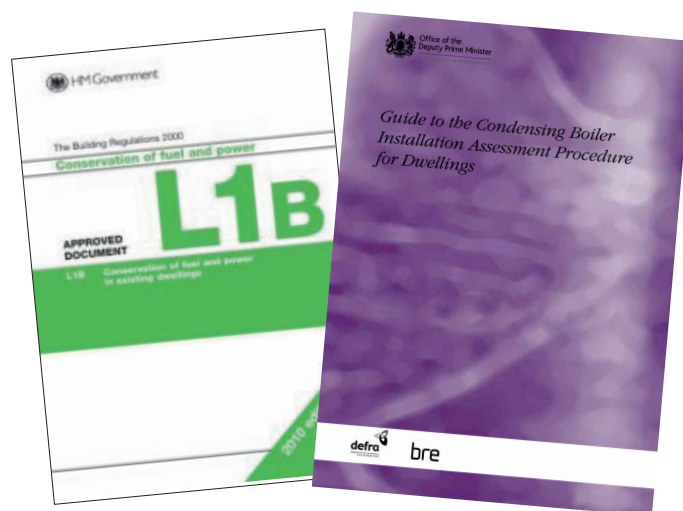 HM Government
The Building Regulations 2000
Conservation of fuel and power
L1B
APPROVED
DOCUMENT
L1B Conservation of fuel and power
in existing dwellings
2010 ed
Office of the
Deputy Prime Minister
Guide to the Condensing Boiler
Installation Assessment Procedure
for Dwellings
defra
bre